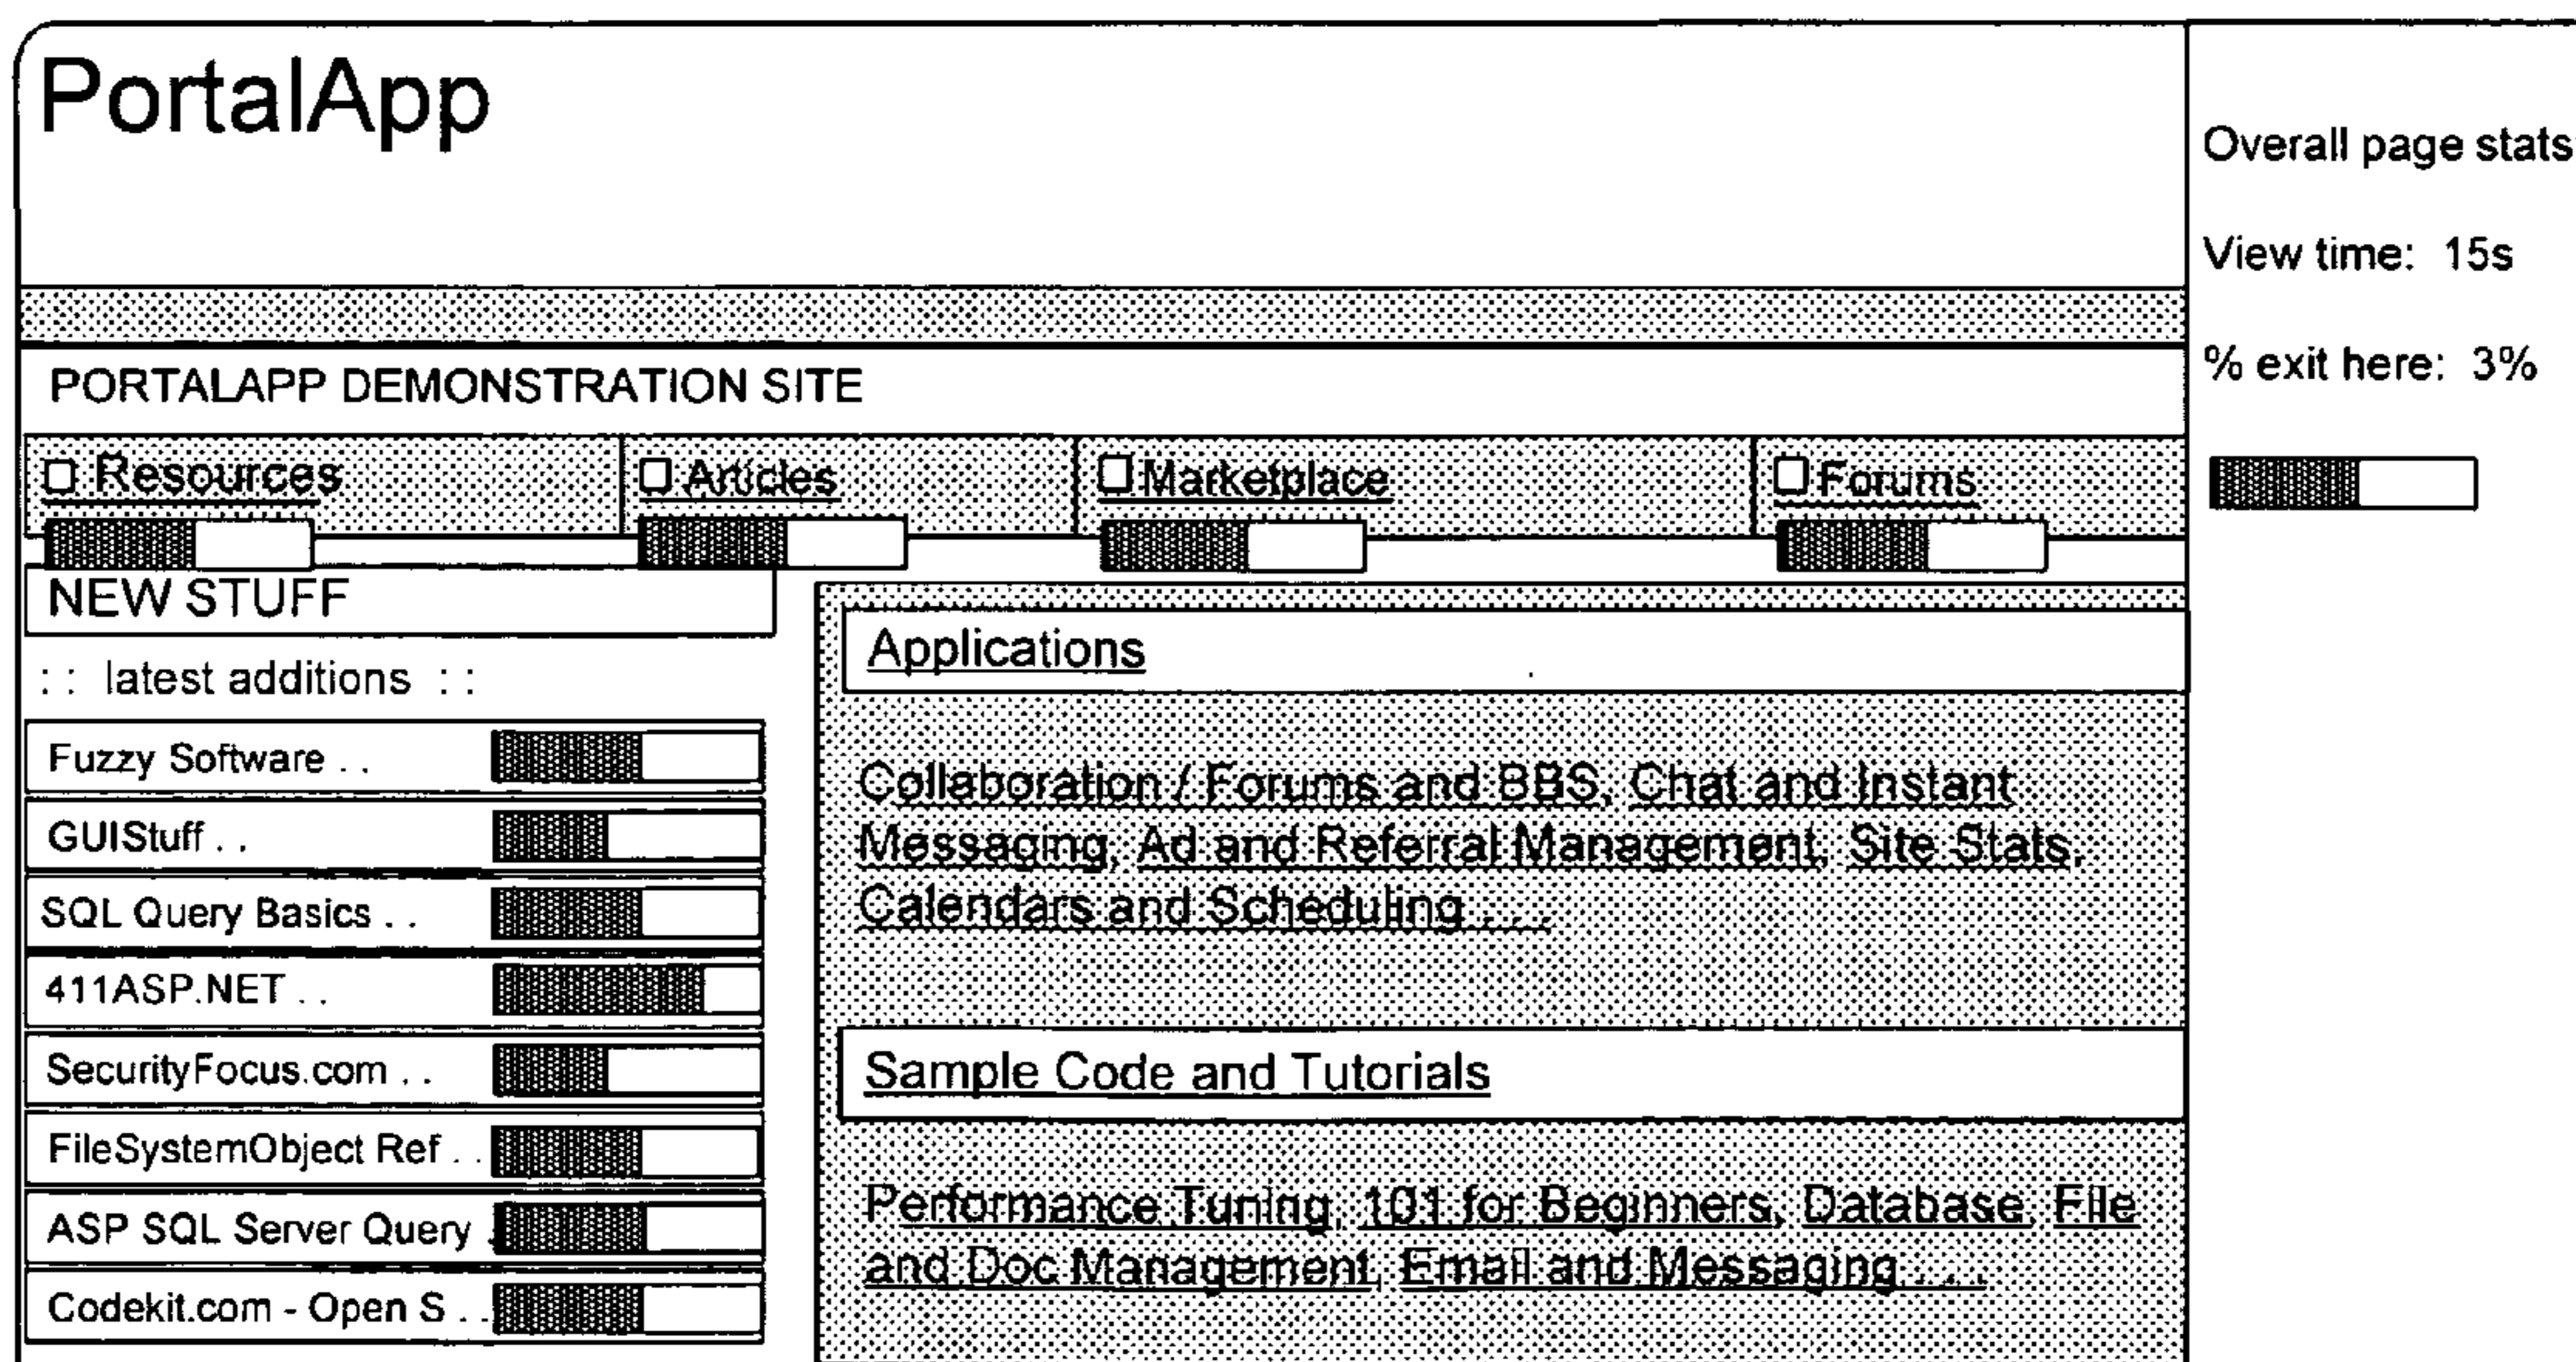 PortalApp
Overall page stats
View time: 15s
% exit here: 3%
PORTALAPP DEMONSTRATION SITE
Resources
Articles
Marketplace
Forums
NEW STUFF
: : latest additions : :
Fuzzy Software . .
GUIStuff . .
SQL Query Basics . .
411ASP.NET . .
SecurityFocus.com . .
FileSystemObject Ref . .
ASP SQL Server Query .
Codekit.com - Open S . .
Applications
Collaboration / Forums and BBS, Chat and Instant
Messaging, Ad and Referral Management, Site Stats,
Calendars and Scheduling . . .
Sample Code and Tutorials
Performance Tuning, 101 for Beginners, Database, File
and Doc Management, Email and Messaging . . . .